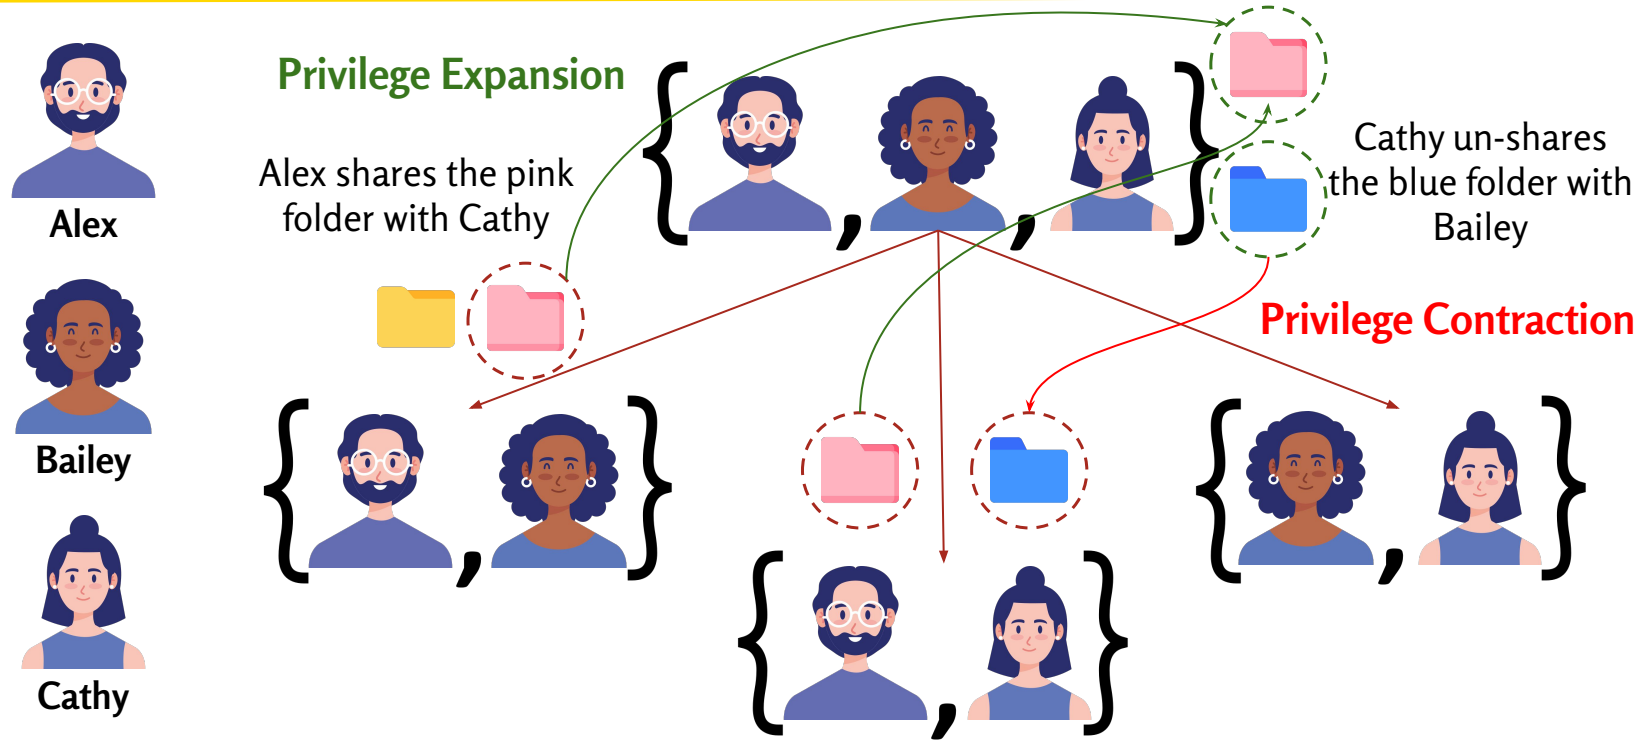 Privilege Expansion
Alex shares the pink
folder with Cathy
Cathy un-shares
the blue folder with
Bailey
Privilege Contraction
Alex
Bailey
Cathy
{ , , }
{ , }
{ , }
{ , }